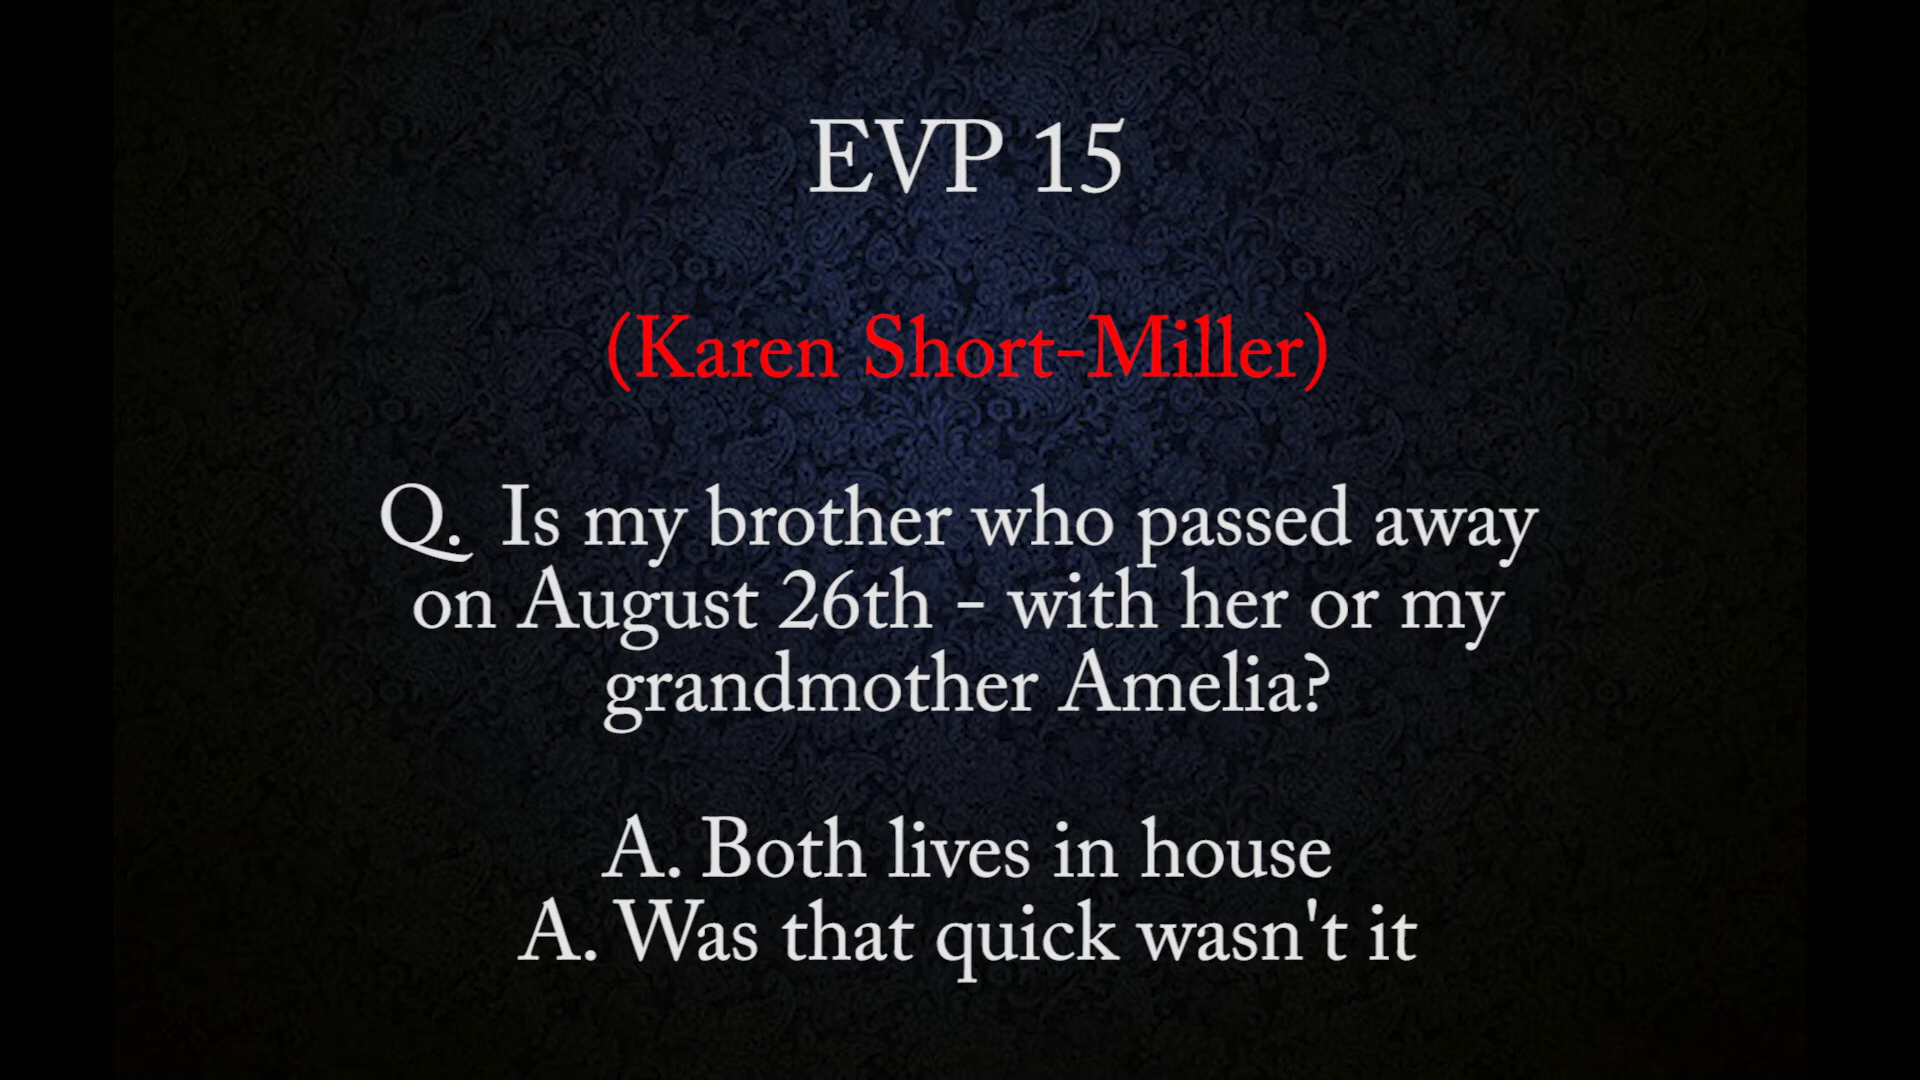 EVP 15
(Karen Short-Miller)
Q. Is my brother who passed away
on August 26th - with her or my
grandmother Amelia?
A. Both lives in house
A. Was that quick wasn't it